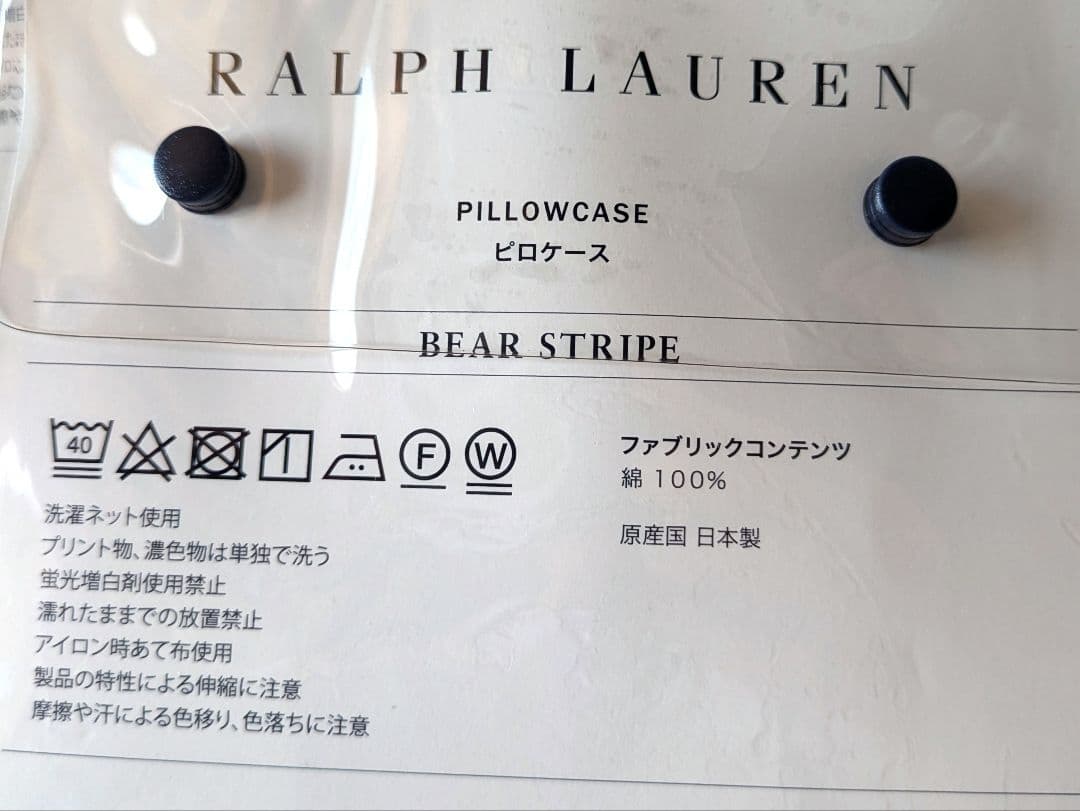 RALPH LAUREN
PILLOWCASE
ピロケース
BEAR STRIPE
40
F
W
洗濯ネット使用
プリント物、濃色物は単独で洗う
蛍光増白剤使用禁止
濡れたままでの放置禁止
アイロン時あて布使用
製品の特性による伸縮に注意
摩擦や汗による色移り、色落ちに注意
ファブリックコンテンツ
綿 100%
原産国 日本製